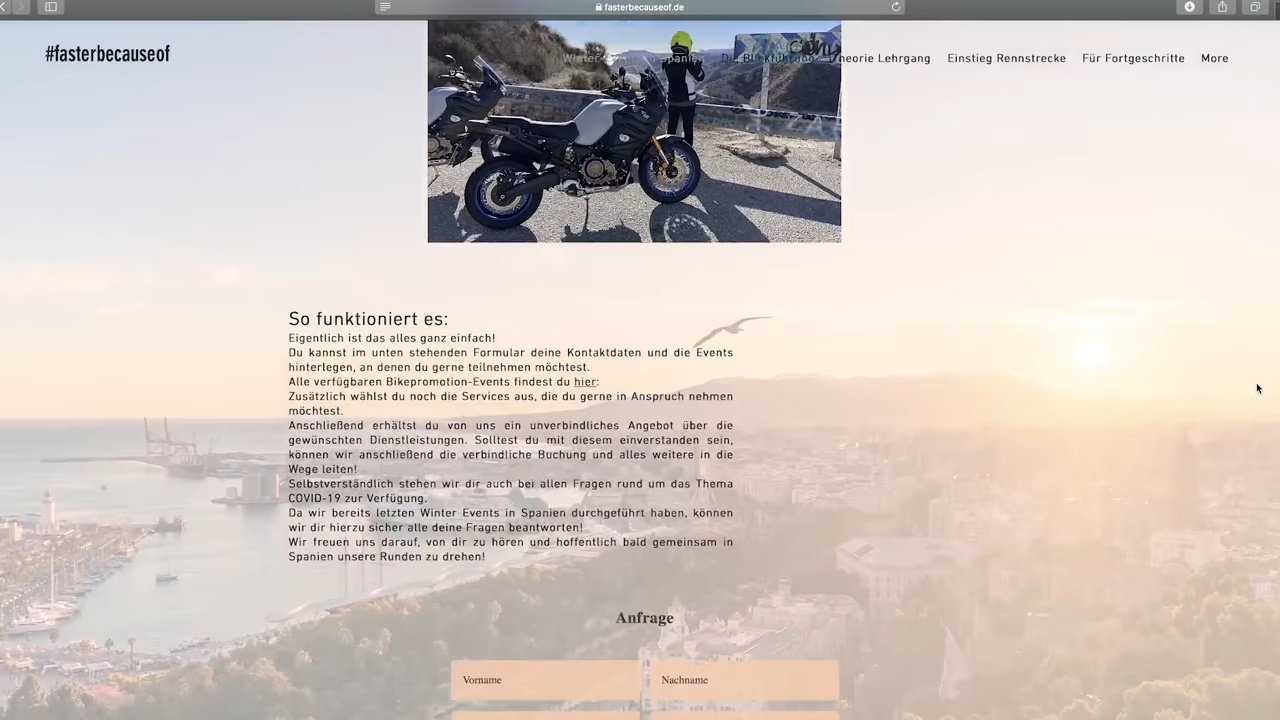 fasterbecauseof.de
#fasterbecauseof
Winter Events in Spanien
Theorie Lehrgang
Einstieg Rennstrecke
Für Fortgeschritte
More
So funktioniert es:
Eigentlich ist das alles ganz einfach!
Du kannst im unten stehenden Formular deine Kontaktdaten und die Events
hinterlegen, an denen du gerne teilnehmen möchtest.
Alle verfügbaren Bikepromotion-Events findest du hier:
Zusätzlich wählst du noch die Services aus, die du gerne in Anspruch nehmen
möchtest.
Anschließend erhältst du von uns ein unverbindliches Angebot über die
gewünschten Dienstleistungen. Solltest du mit diesem einverstanden sein,
können wir anschließend die verbindliche Buchung und alles weitere in die
Wege leiten!
Selbstverständlich stehen wir dir auch bei allen Fragen rund um das Thema
COVID-19 zur Verfügung.
Da wir bereits letzten Winter Events in Spanien durchgeführt haben, können
wir dir hierzu sicher alle deine Fragen beantworten!
Wir freuen uns darauf, von dir zu hören und hoffentlich bald gemeinsam in
Spanien unsere Runden zu drehen!
Anfrage
Vorname
Nachname